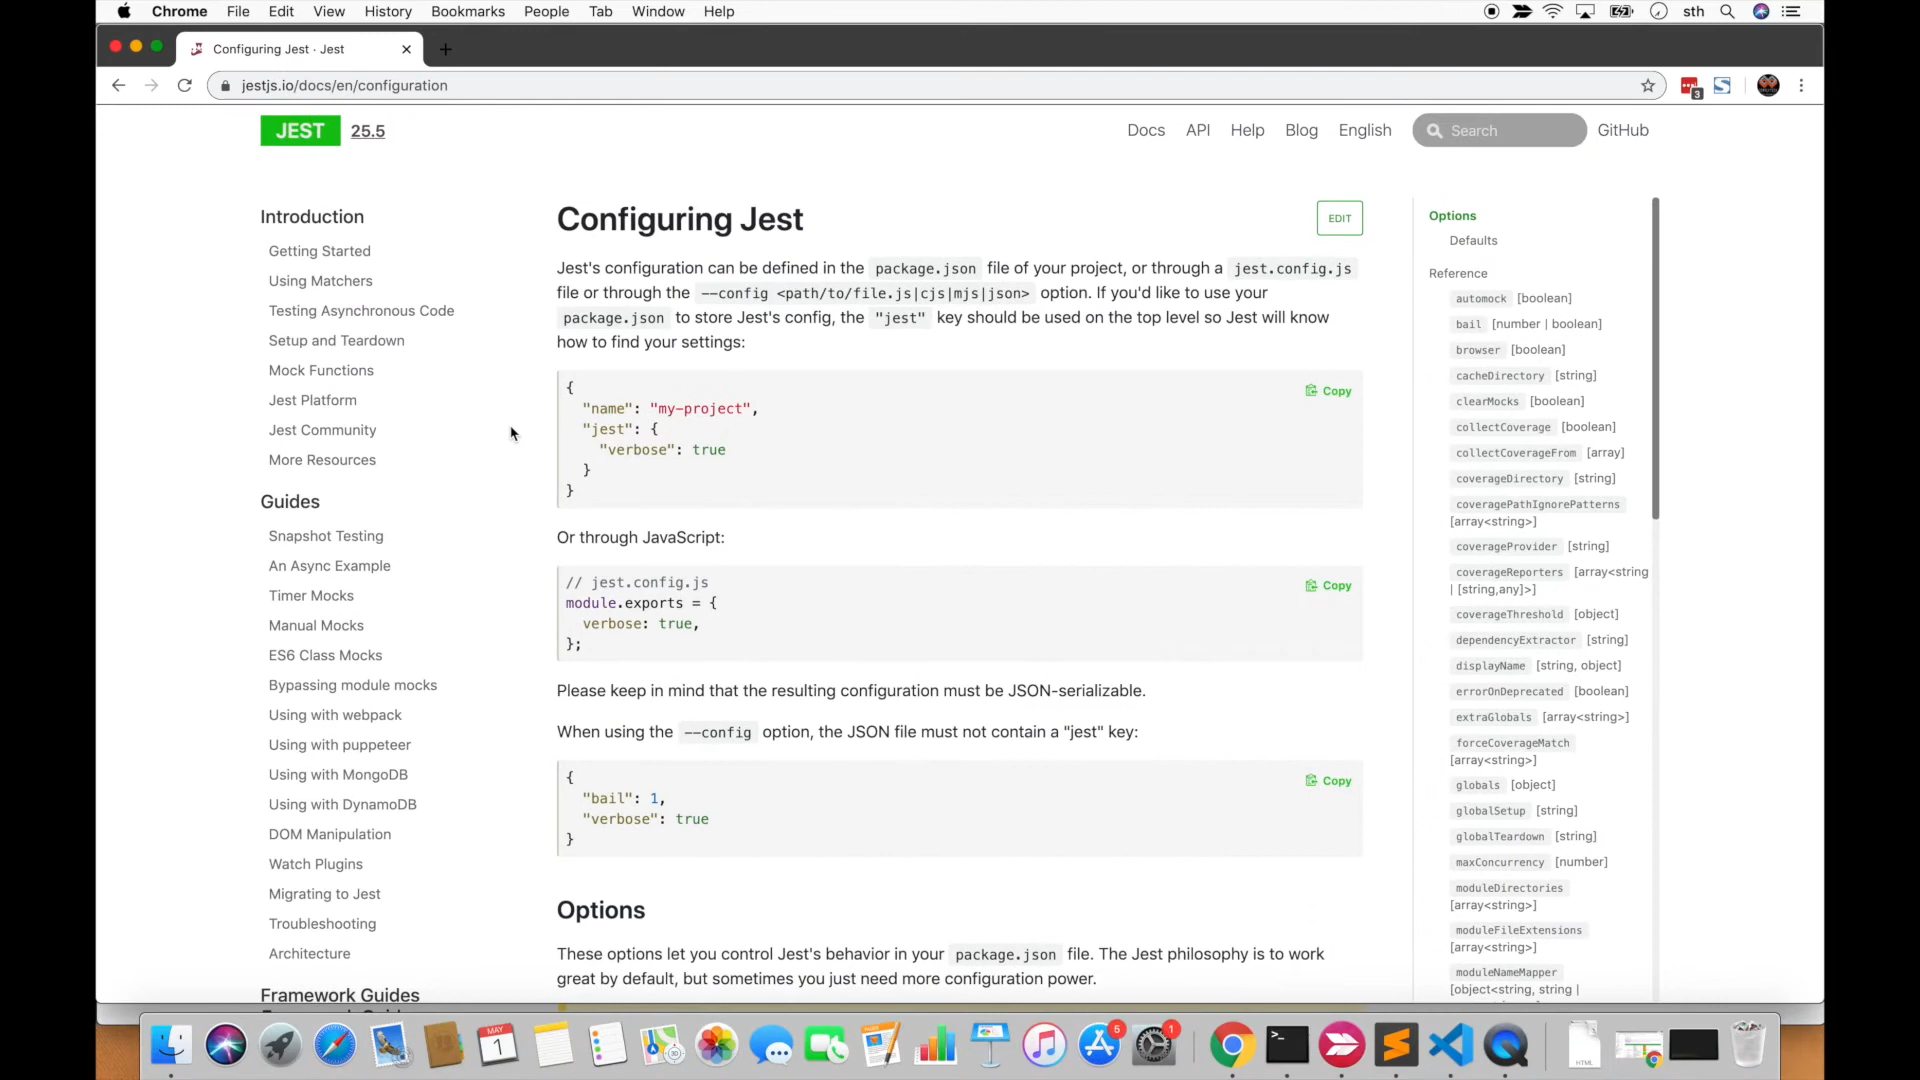 Chrome File Edit View History Bookmarks People Tab Window Help
sth
Configuring Jest · Jest
jestjs.io/docs/en/configuration
3
JEST 25.5
Docs API Help Blog English Search GitHub
Introduction
Getting Started
Using Matchers
Testing Asynchronous Code
Setup and Teardown
Mock Functions
Jest Platform
Jest Community
More Resources
Guides
Snapshot Testing
An Async Example
Timer Mocks
Manual Mocks
ES6 Class Mocks
Bypassing module mocks
Using with webpack
Using with puppeteer
Using with MongoDB
Using with DynamoDB
DOM Manipulation
Watch Plugins
Migrating to Jest
Troubleshooting
Architecture
Framework Guides
Configuring Jest
EDIT
Jest's configuration can be defined in the package.json file of your project, or through a jest.config.js
file or through the --config <path/to/file.js|cjs|mjs|json> option. If you'd like to use your
package.json to store Jest's config, the "jest" key should be used on the top level so Jest will know
how to find your settings:
Copy
{
"name": "my-project",
"jest": {
"verbose": true
}
}
Or through JavaScript:
Copy
// jest.config.js
module.exports = {
verbose: true,
};
Please keep in mind that the resulting configuration must be JSON-serializable.
When using the --config option, the JSON file must not contain a "jest" key:
Copy
{
"bail": 1,
"verbose": true
}
Options
These options let you control Jest's behavior in your package.json file. The Jest philosophy is to work
great by default, but sometimes you just need more configuration power.
Options
Defaults
Reference
automock [boolean]
bail [number | boolean]
browser [boolean]
cacheDirectory [string]
clearMocks [boolean]
collectCoverage [boolean]
collectCoverageFrom [array]
coverageDirectory [string]
coveragePathIgnorePatterns
[array<string>]
coverageProvider [string]
coverageReporters [array<string
| [string,any]>]
coverageThreshold [object]
dependencyExtractor [string]
displayName [string, object]
errorOnDeprecated [boolean]
extraGlobals [array<string>]
forceCoverageMatch
[array<string>]
globals [object]
globalSetup [string]
globalTeardown [string]
maxConcurrency [number]
moduleDirectories
[array<string>]
moduleFileExtensions
[array<string>]
moduleNameMapper
[object<string, string |
MAY
1
5
1
HTML